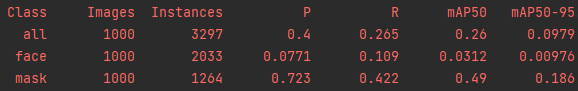 Class Images Instances P R mAP50 mAP50-95
all 1000 3297 0.4 0.265 0.26 0.0979
face 1000 2033 0.0771 0.109 0.0312 0.00976
mask 1000 1264 0.723 0.422 0.49 0.186